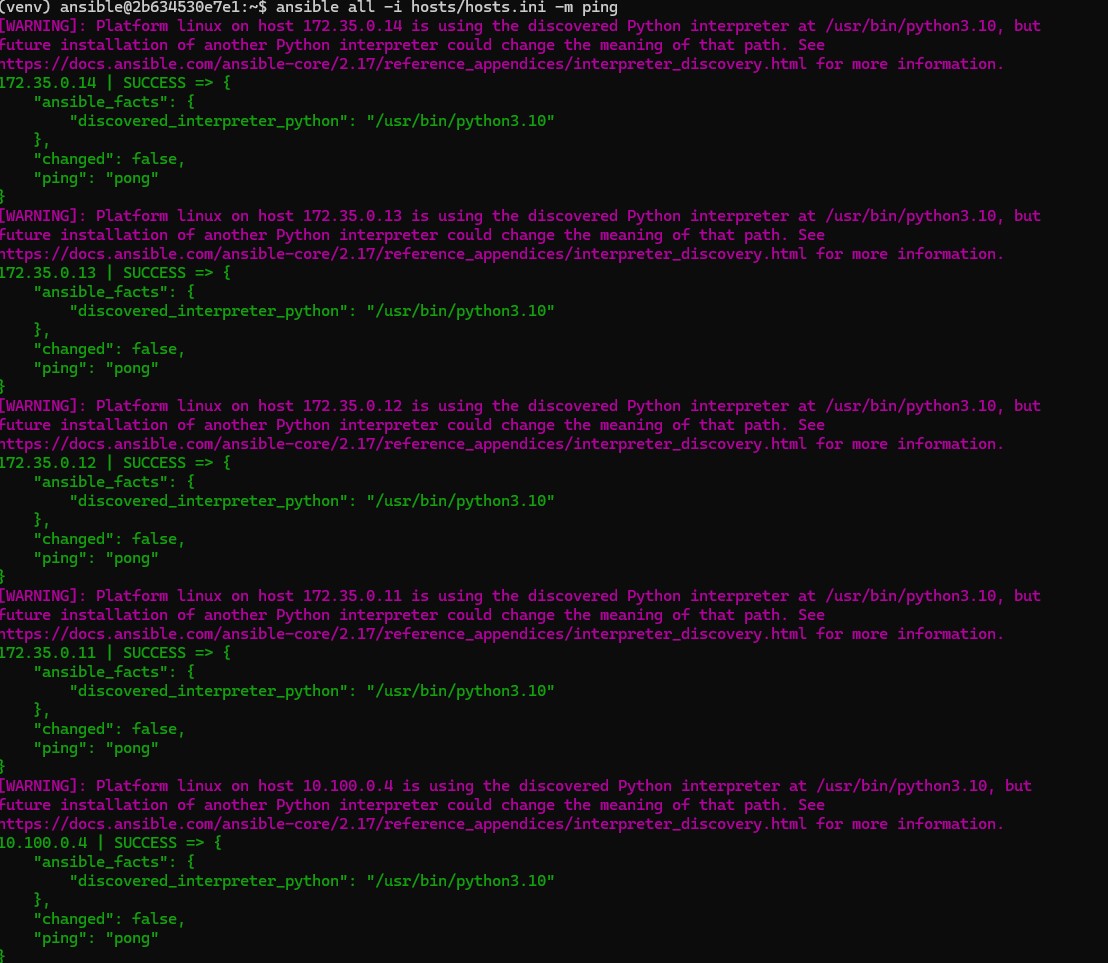 (venv) ansible@2b634530e7e1:~$ ansible all -i hosts/hosts.ini -m ping
[WARNING]: Platform linux on host 172.35.0.14 is using the discovered Python interpreter at /usr/bin/python3.10, but
future installation of another Python interpreter could change the meaning of that path. See
https://docs.ansible.com/ansible-core/2.17/reference_appendices/interpreter_discovery.html for more information.
172.35.0.14 | SUCCESS => {
    "ansible_facts": {
        "discovered_interpreter_python": "/usr/bin/python3.10"
    },
    "changed": false,
    "ping": "pong"
}
[WARNING]: Platform linux on host 172.35.0.13 is using the discovered Python interpreter at /usr/bin/python3.10, but
future installation of another Python interpreter could change the meaning of that path. See
https://docs.ansible.com/ansible-core/2.17/reference_appendices/interpreter_discovery.html for more information.
172.35.0.13 | SUCCESS => {
    "ansible_facts": {
        "discovered_interpreter_python": "/usr/bin/python3.10"
    },
    "changed": false,
    "ping": "pong"
}
[WARNING]: Platform linux on host 172.35.0.12 is using the discovered Python interpreter at /usr/bin/python3.10, but
future installation of another Python interpreter could change the meaning of that path. See
https://docs.ansible.com/ansible-core/2.17/reference_appendices/interpreter_discovery.html for more information.
172.35.0.12 | SUCCESS => {
    "ansible_facts": {
        "discovered_interpreter_python": "/usr/bin/python3.10"
    },
    "changed": false,
    "ping": "pong"
}
[WARNING]: Platform linux on host 172.35.0.11 is using the discovered Python interpreter at /usr/bin/python3.10, but
future installation of another Python interpreter could change the meaning of that path. See
https://docs.ansible.com/ansible-core/2.17/reference_appendices/interpreter_discovery.html for more information.
172.35.0.11 | SUCCESS => {
    "ansible_facts": {
        "discovered_interpreter_python": "/usr/bin/python3.10"
    },
    "changed": false,
    "ping": "pong"
}
[WARNING]: Platform linux on host 10.100.0.4 is using the discovered Python interpreter at /usr/bin/python3.10, but
future installation of another Python interpreter could change the meaning of that path. See
https://docs.ansible.com/ansible-core/2.17/reference_appendices/interpreter_discovery.html for more information.
10.100.0.4 | SUCCESS => {
    "ansible_facts": {
        "discovered_interpreter_python": "/usr/bin/python3.10"
    },
    "changed": false,
    "ping": "pong"
}